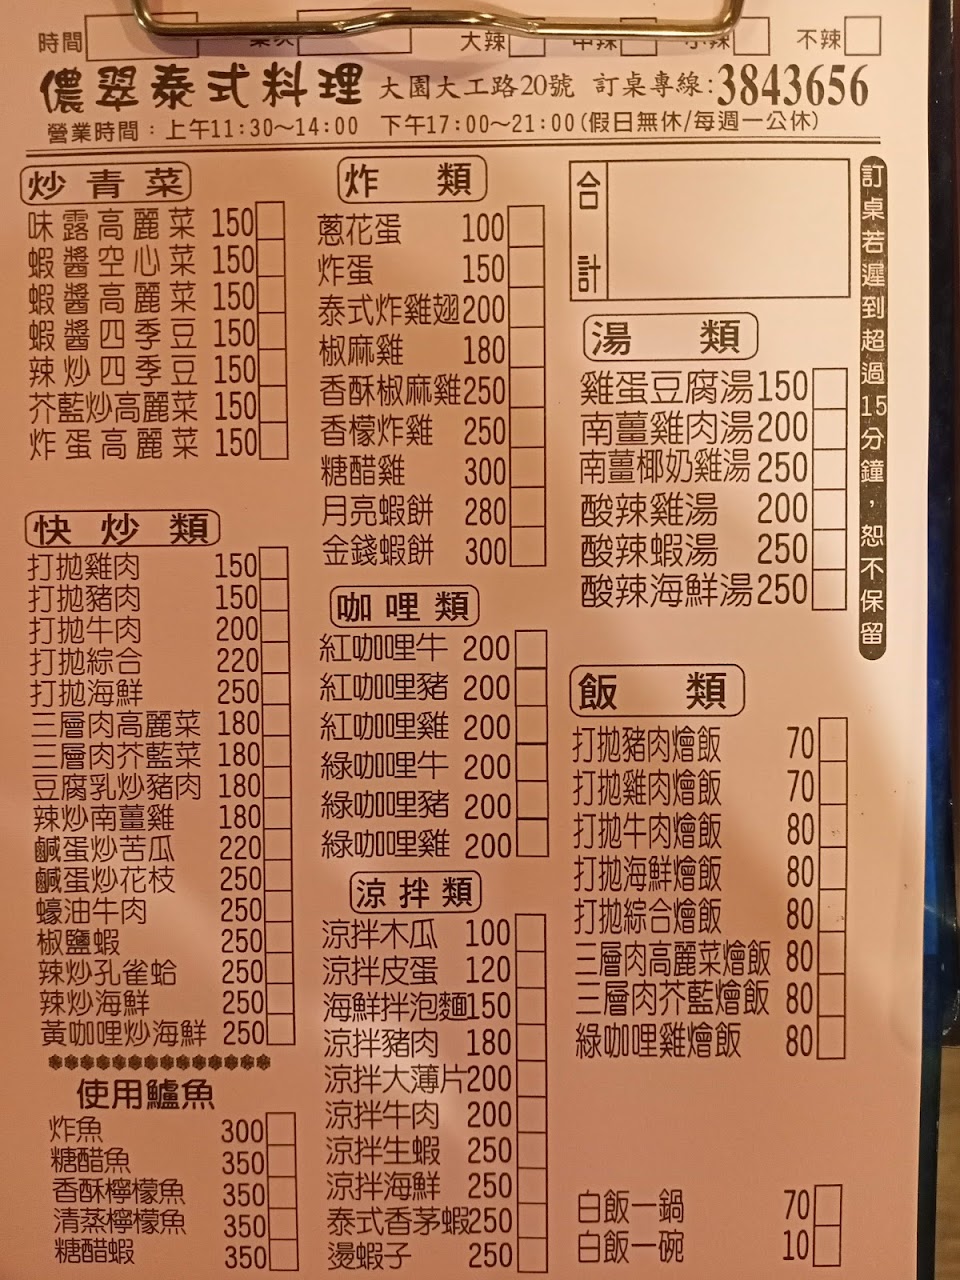 時間
大辣 中辣 小辣 不辣
儂翠泰式料理 大園大工路20號 訂桌專線:3843656
營業時間：上午11:30~14:00 下午17:00~21:00(假日無休/每週一公休)
炒青菜
味露高麗菜 150
蝦醬空心菜 150
蝦醬高麗菜 150
蝦醬四季豆 150
辣炒四季豆 150
芥藍炒高麗菜 150
炸蛋高麗菜 150
快炒類
打拋雞肉 150
打拋豬肉 150
打拋牛肉 200
打拋綜合 220
打拋海鮮 250
三層肉高麗菜 180
三層肉芥藍菜 180
豆腐乳炒豬肉 180
辣炒南薑雞 180
鹹蛋炒苦瓜 220
鹹蛋炒花枝 250
蠔油牛肉 250
椒鹽蝦 250
辣炒孔雀蛤 250
辣炒海鮮 250
黃咖哩炒海鮮 250
使用鱸魚
炸魚 300
糖醋魚 350
香酥檸檬魚 350
清蒸檸檬魚 350
糖醋蝦 350
炸類
蔥花蛋 100
炸蛋 150
泰式炸雞翅 200
椒麻雞 180
香酥椒麻雞 250
香檬炸雞 250
糖醋雞 300
月亮蝦餅 280
金錢蝦餅 300
咖哩類
紅咖哩牛 200
紅咖哩豬 200
紅咖哩雞 200
綠咖哩牛 200
綠咖哩豬 200
綠咖哩雞 200
涼拌類
涼拌木瓜 100
涼拌皮蛋 120
海鮮拌泡麵 150
涼拌豬肉 180
涼拌大薄片 200
涼拌牛肉 200
涼拌生蝦 250
涼拌海鮮 250
泰式香茅蝦 250
燙蝦子 250
合計
湯類
雞蛋豆腐湯 150
南薑雞肉湯 200
南薑椰奶雞湯 250
酸辣雞湯 200
酸辣蝦湯 250
酸辣海鮮湯 250
飯類
打拋豬肉燴飯 70
打拋雞肉燴飯 70
打拋牛肉燴飯 80
打拋海鮮燴飯 80
打拋綜合燴飯 80
三層肉高麗菜燴飯 80
三層肉芥藍燴飯 80
綠咖哩雞燴飯 80
白飯一鍋 70
白飯一碗 10
訂桌若遲到超過15分鐘，恕不保留